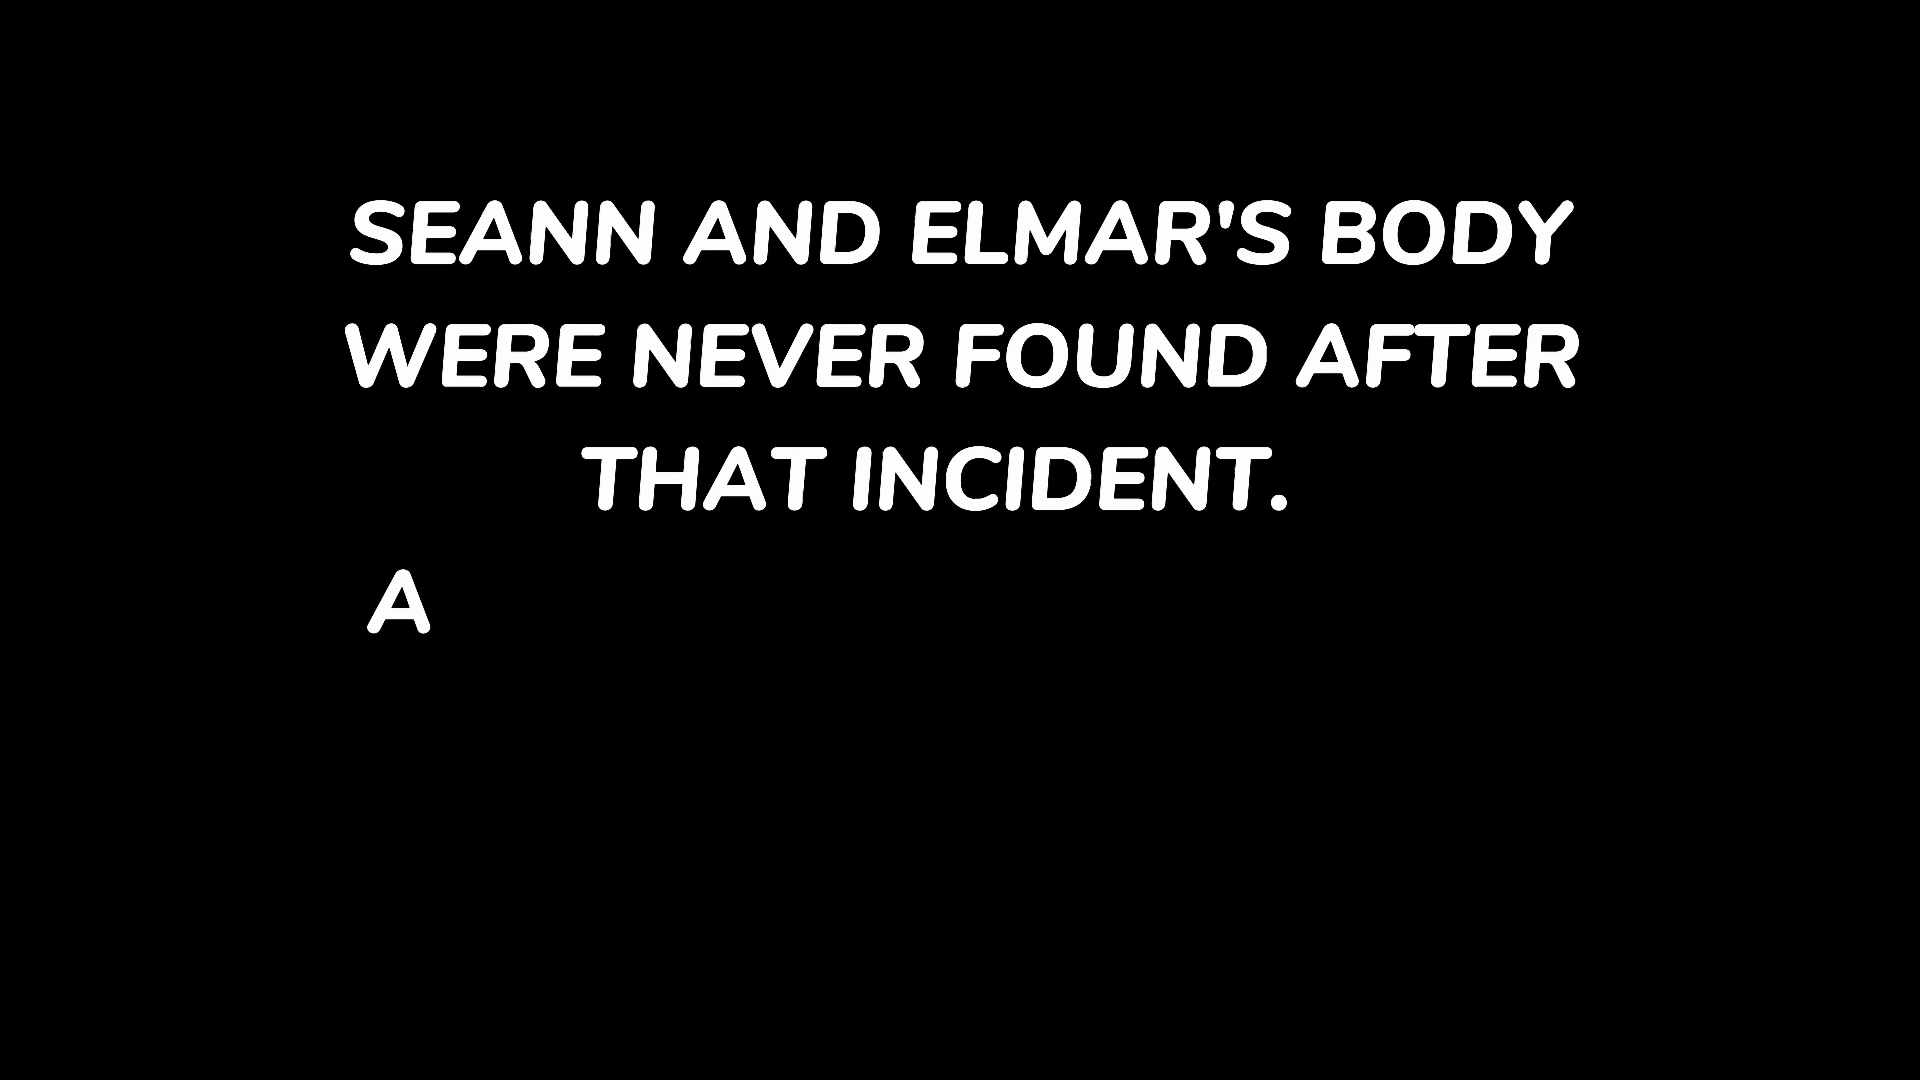 SEANN AND ELMAR'S BODY
WERE NEVER FOUND AFTER
THAT INCIDENT.
A